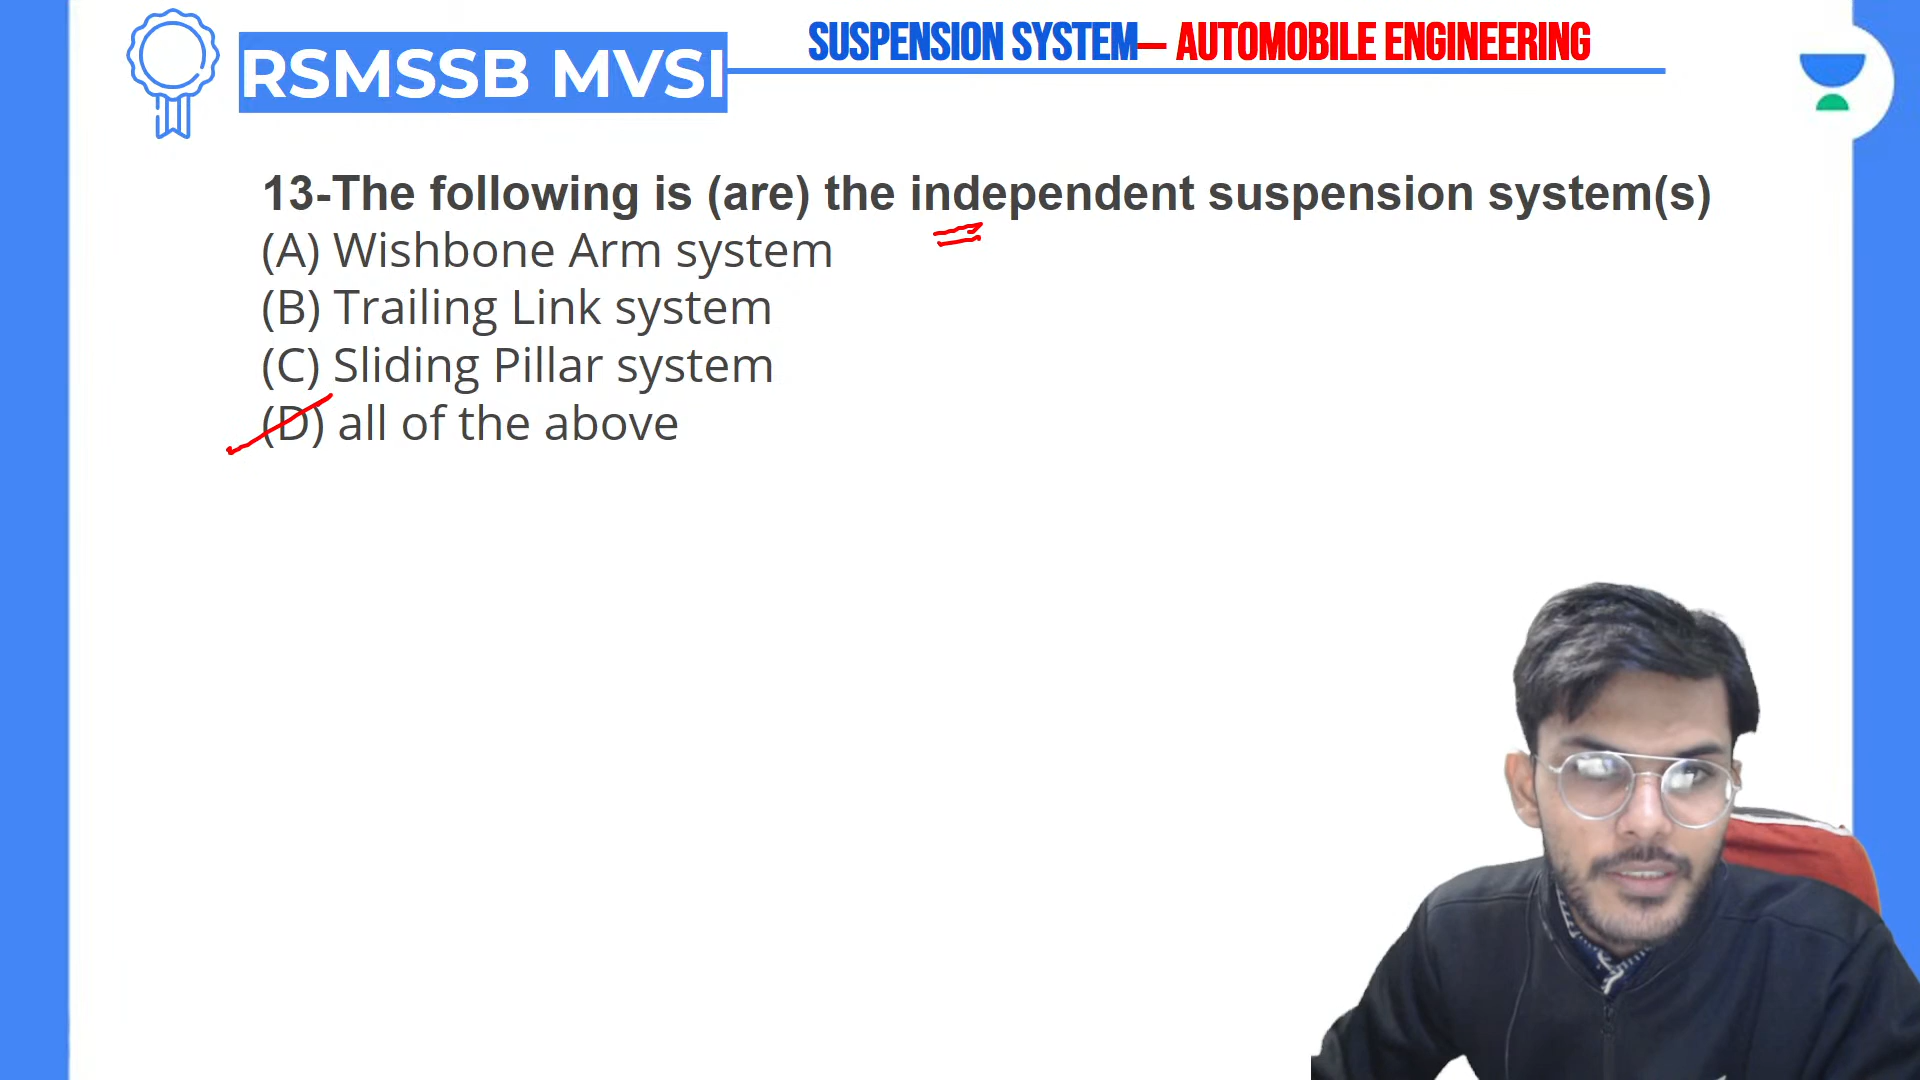 RSMSSB MVSI
SUSPENSION SYSTEM– AUTOMOBILE ENGINEERING
13-The following is (are) the independent suspension system(s)
(A) Wishbone Arm system
(B) Trailing Link system
(C) Sliding Pillar system
(D) all of the above